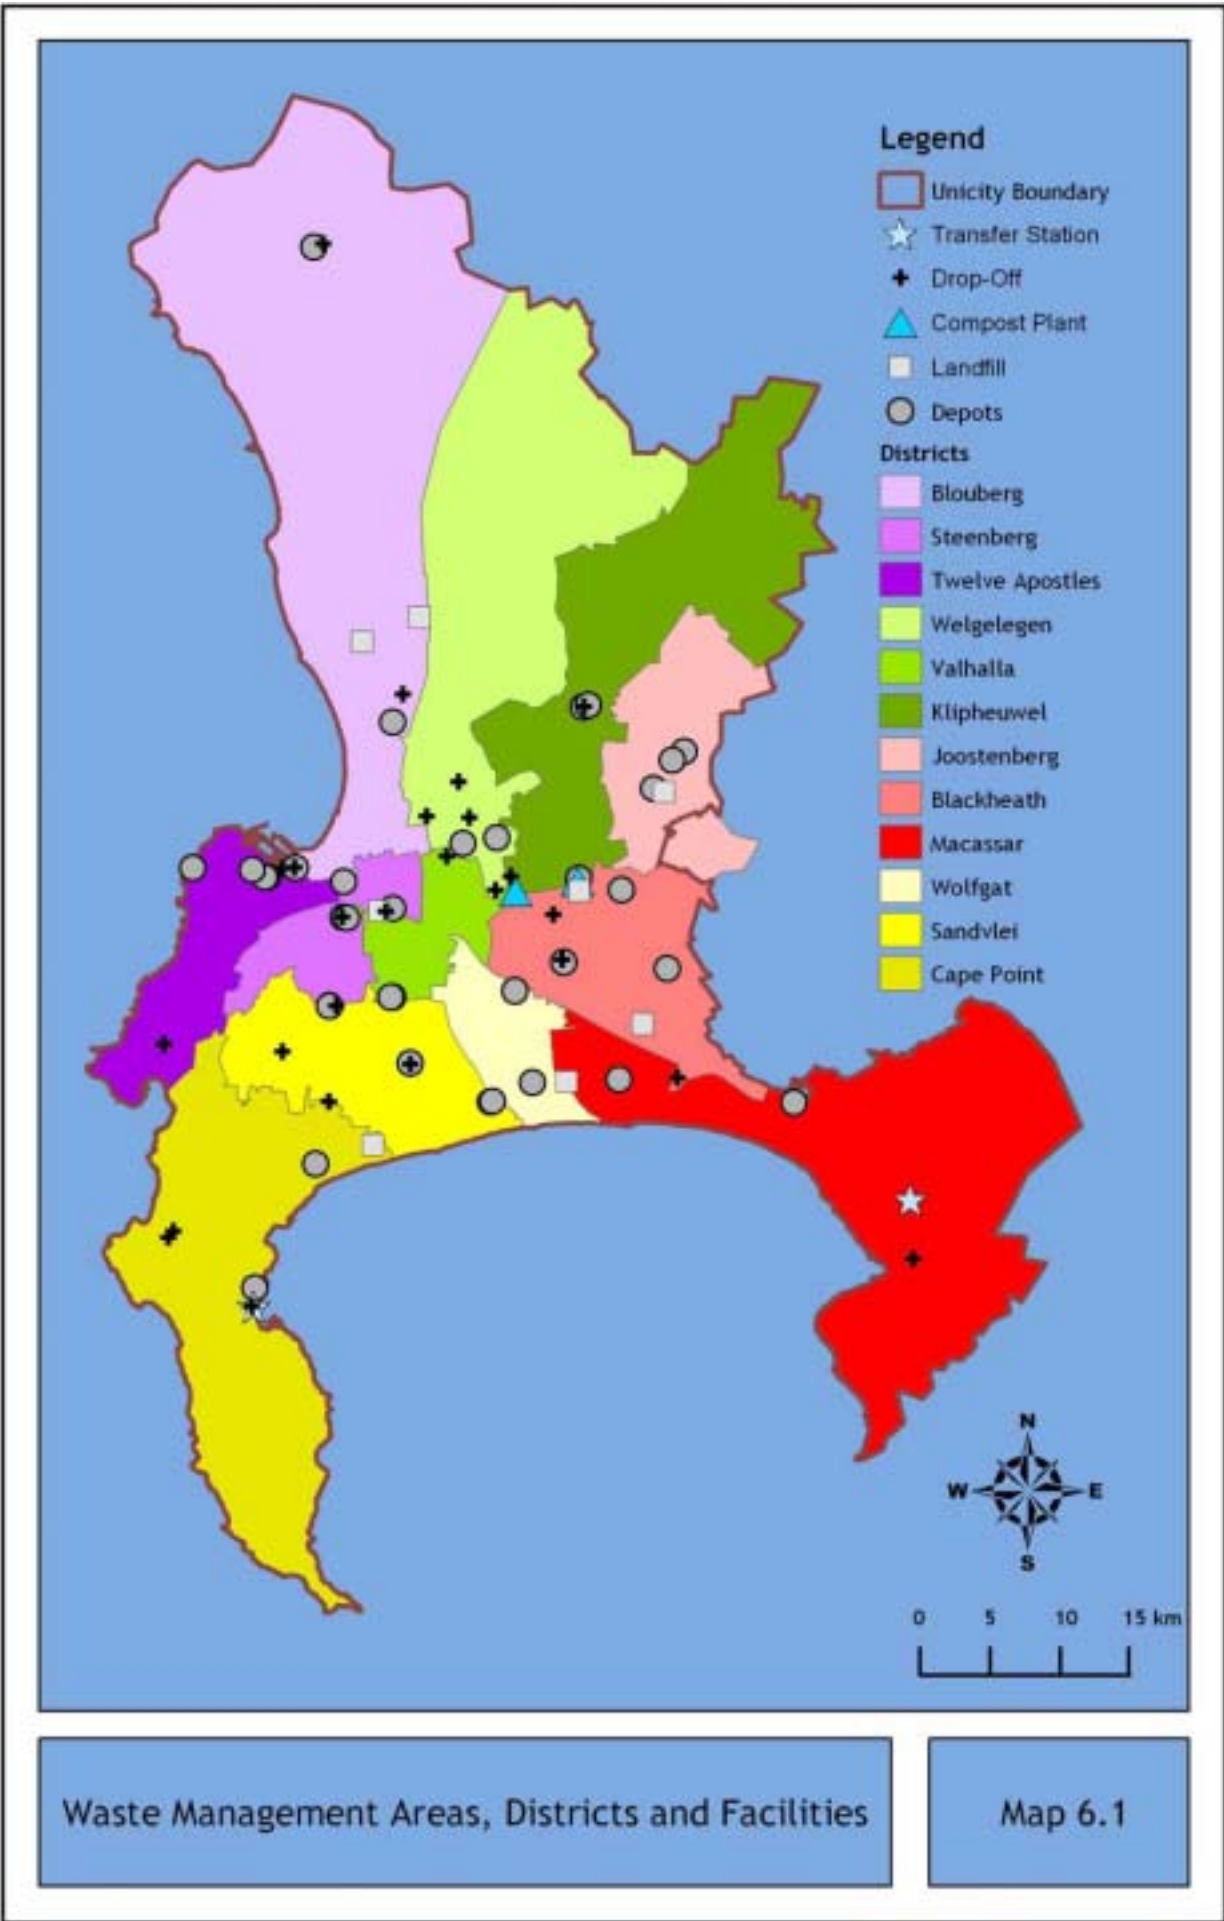 Legend
Unicity Boundary
Transfer Station
Drop-Off
Compost Plant
Landfill
Depots
Districts
Blouberg
Steenberg
Twelve Apostles
Welgelegen
Valhalla
Klipheuwel
Joostenberg
Blackheath
Macassar
Wolfgat
Sandvlei
Cape Point
N
W E
S
0 5 10 15 km
Waste Management Areas, Districts and Facilities
Map 6.1